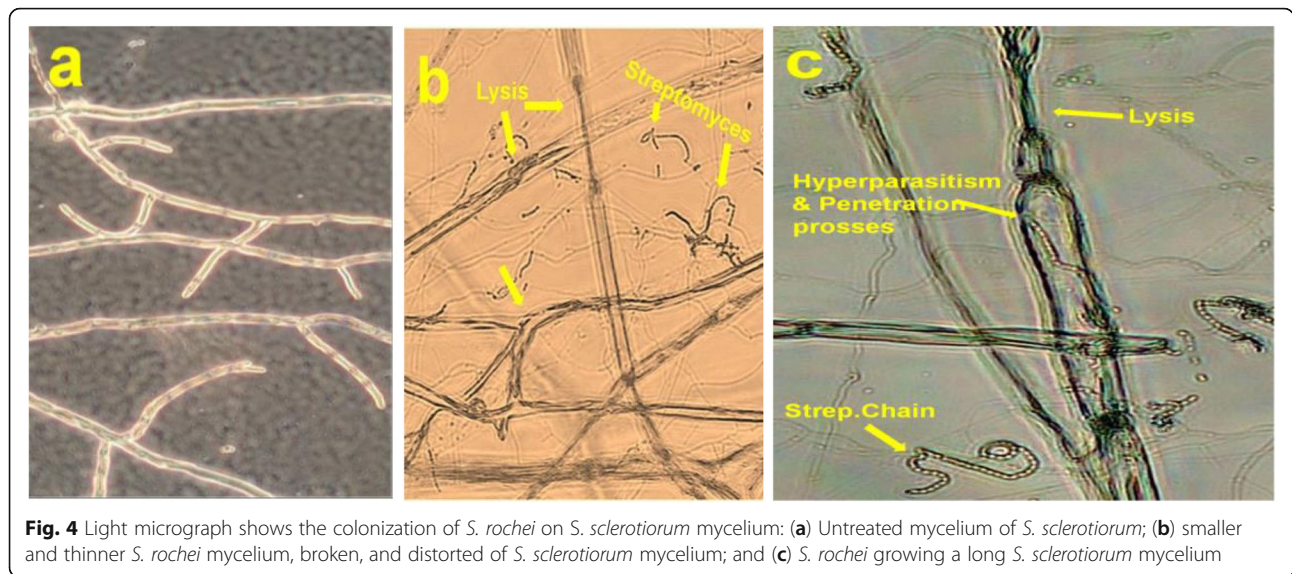 a
b
Lysis
Streptomyces
c
Lysis
Hyperparasitism
& Penetration
prosses
Strep.Chain
Fig. 4 Light micrograph shows the colonization of S. rochei on S. sclerotiorum mycelium: (a) Untreated mycelium of S. sclerotiorum; (b) smaller
and thinner S. rochei mycelium, broken, and distorted of S. sclerotiorum mycelium; and (c) S. rochei growing a long S. sclerotiorum mycelium